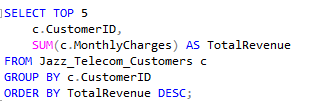 SELECT TOP 5
c.CustomerID,
SUM(c.MonthlyCharges) AS TotalRevenue
FROM Jazz_Telecom_Customers c
GROUP BY c.CustomerID
ORDER BY TotalRevenue DESC;